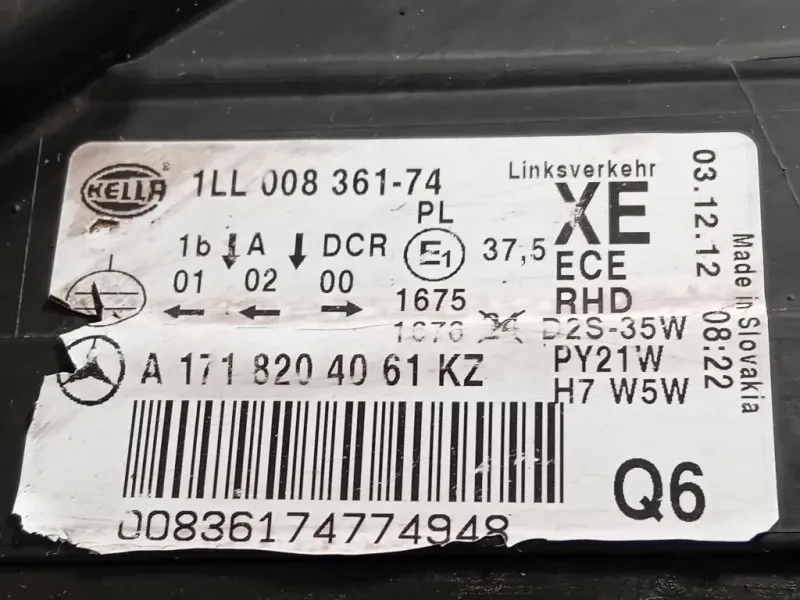 HELLA
1LL 008 361-74
Linksverkehr
XE
ECE
RHD
D2S-35W
PY21W
H7 W5W
PL
1b A DCR
E1
37,5
01 02 00
1675
1676
A 171 820 40 61 KZ
00836174774948
Q6
03.12.12 08:22
Made in Slovakia